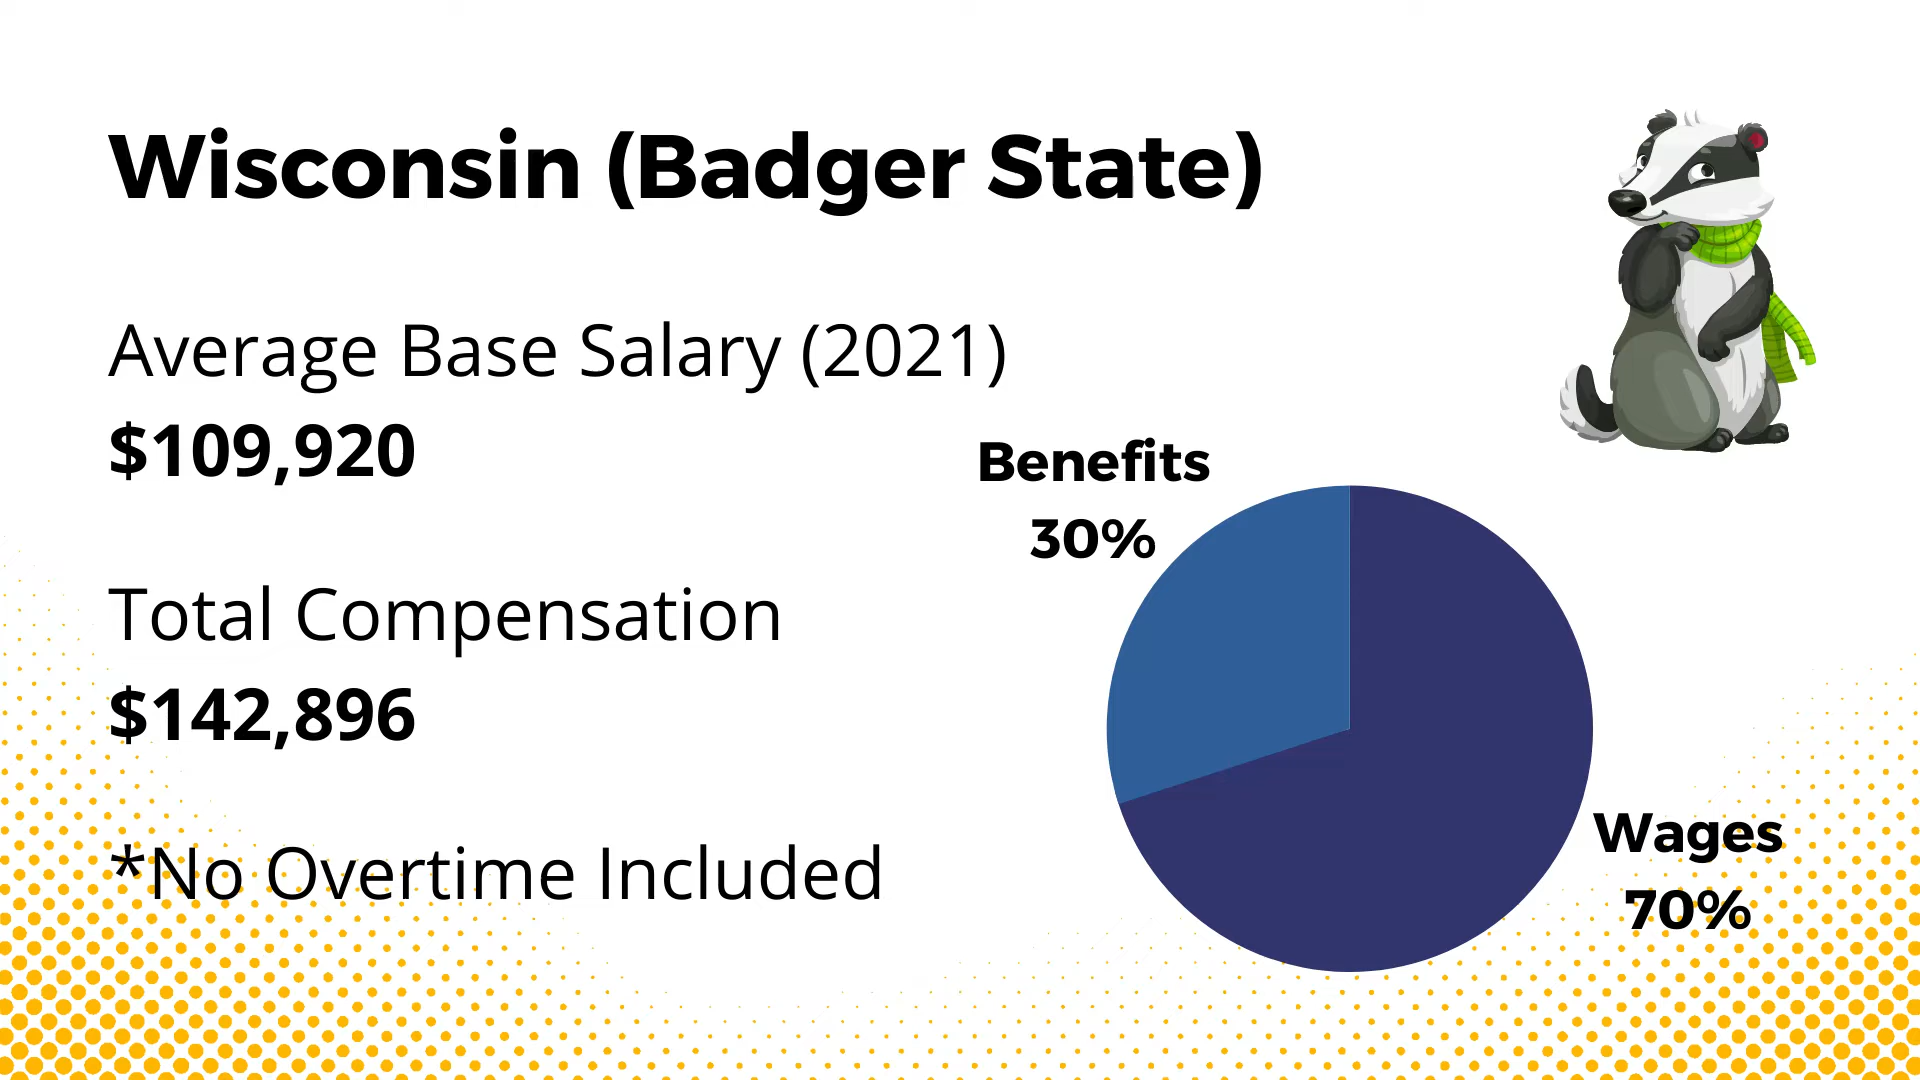 Wisconsin (Badger State)
Average Base Salary (2021)
$109,920
Total Compensation
$142,896
*No Overtime Included
Benefits
30%
Wages
70%